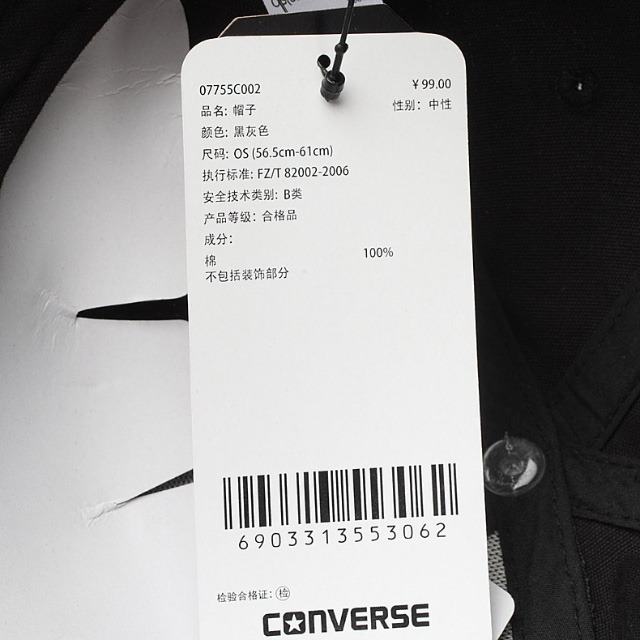 07755C002 ￥99.00
品名: 帽子 性别: 中性
颜色: 黑灰色
尺码: OS (56.5cm-61cm)
执行标准: FZ/T 82002-2006
安全技术类别: B类
产品等级: 合格品
成分:
棉 100%
不包括装饰部分
6903313553062
检验合格证: 检
CONVERSE